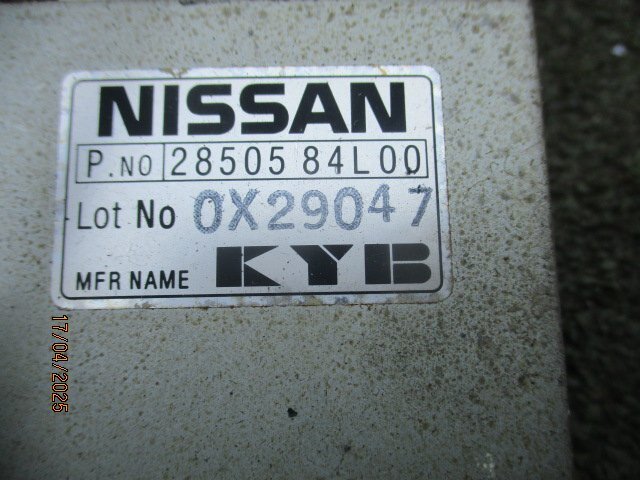 NISSAN
P.NO 28505 84L00
Lot No 0X29047
MFR NAME KYB
17/04/2025